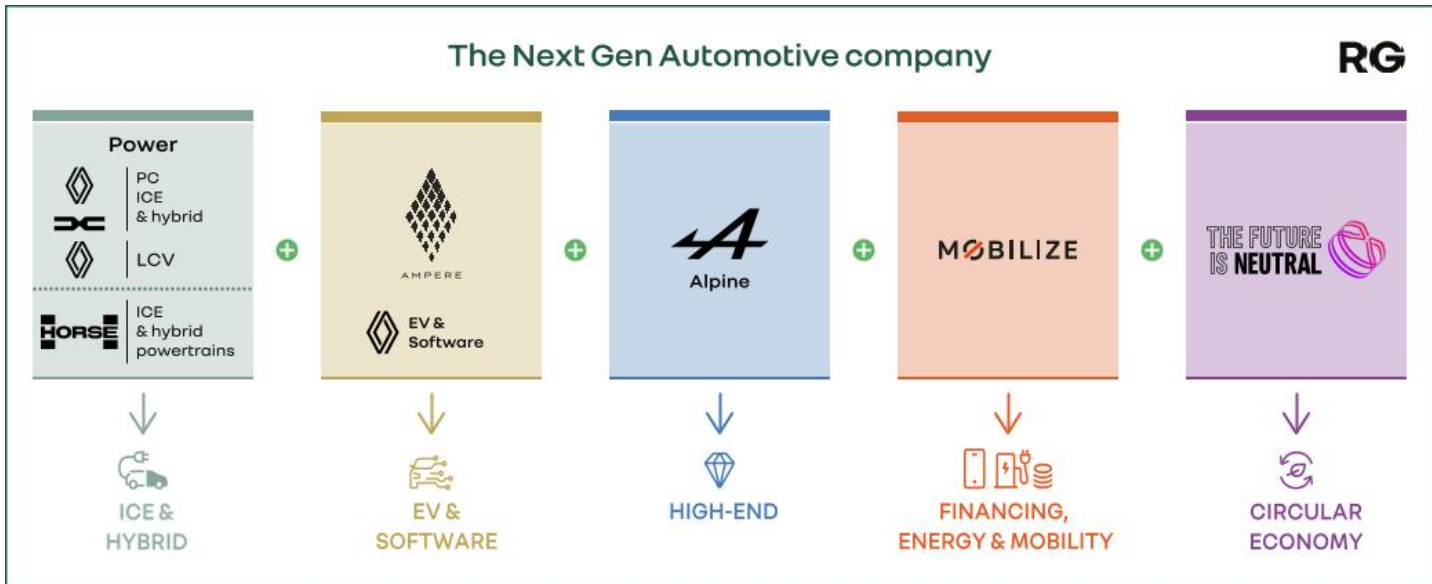 The Next Gen Automotive company
RG
Power
PC
ICE
& hybrid
LCV
HORSE
ICE
& hybrid
powertrains
AMPERE
EV &
Software
Alpine
MOBILIZE
THE FUTURE
IS NEUTRAL
ICE &
HYBRID
EV &
SOFTWARE
HIGH-END
FINANCING,
ENERGY & MOBILITY
CIRCULAR
ECONOMY